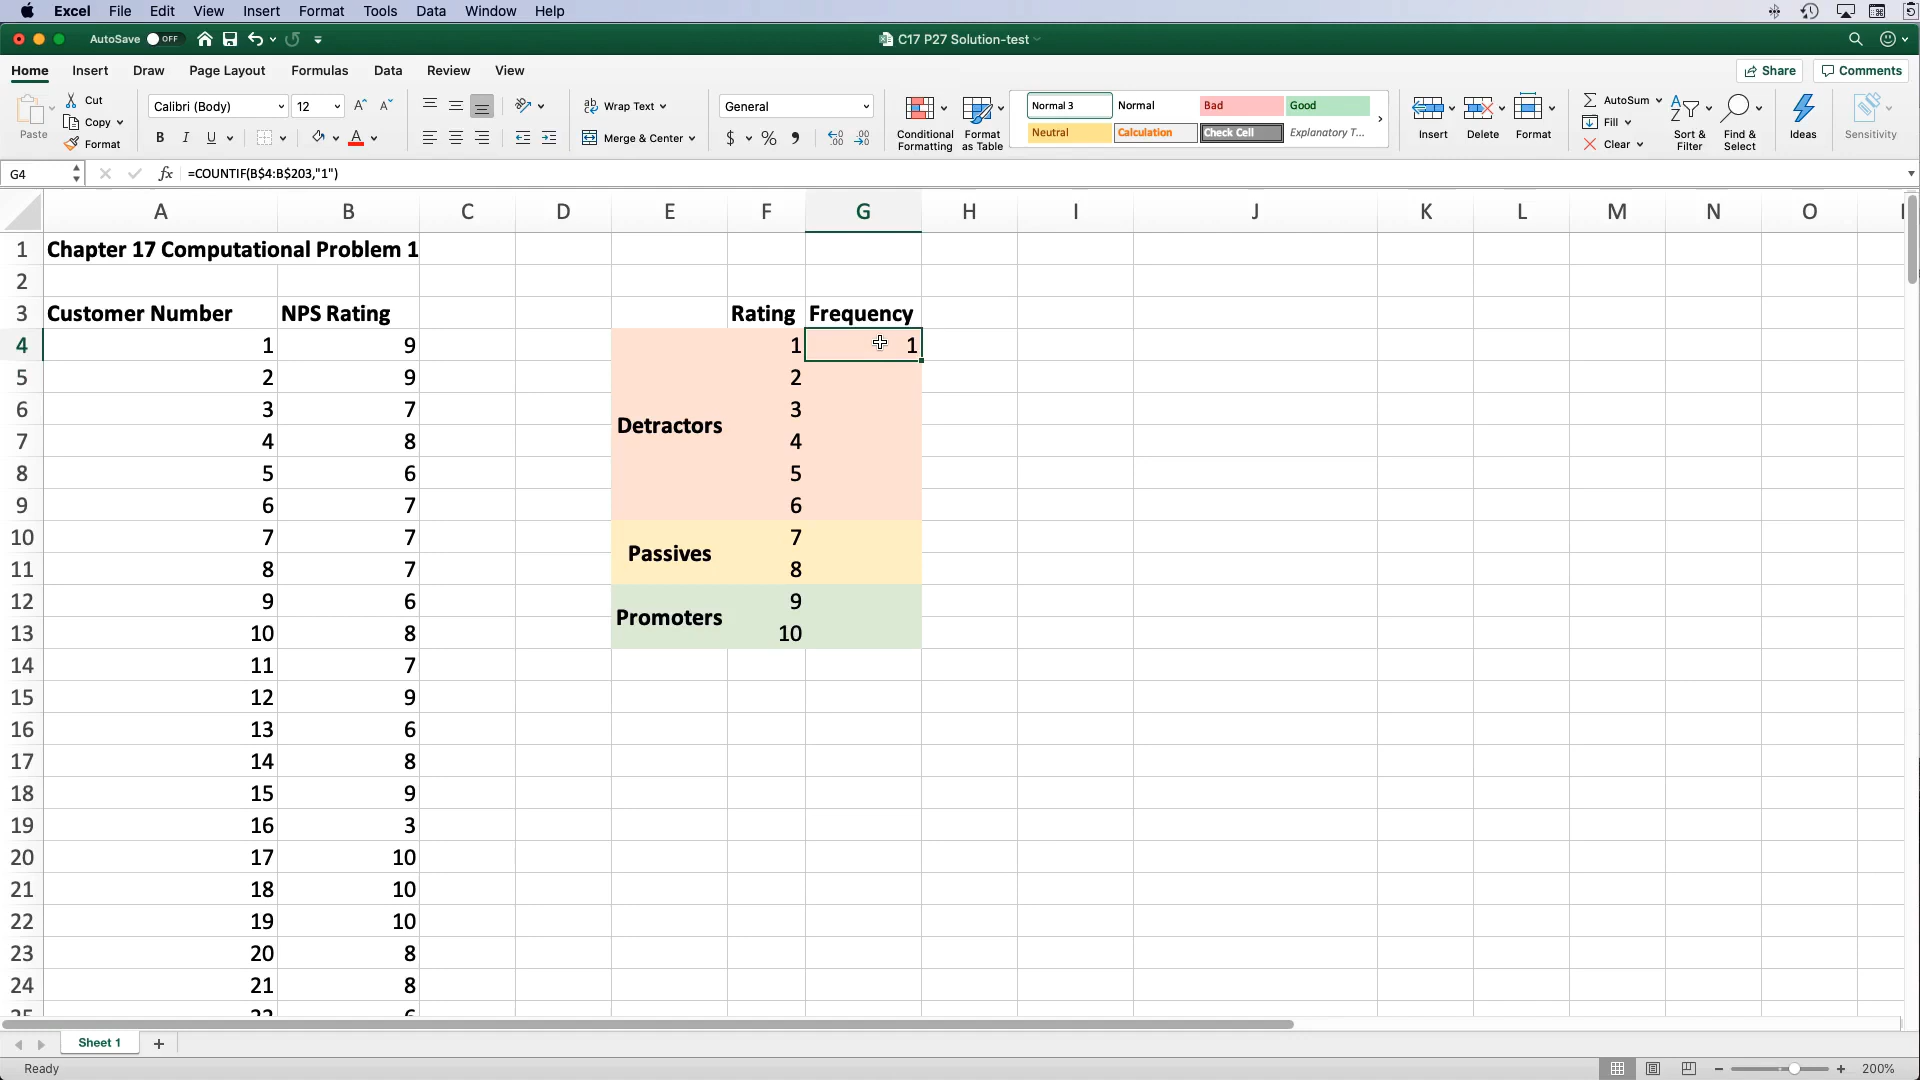 Excel File Edit View Insert Format Tools Data Window Help
AutoSave OFF C17 P27 Solution-test
Home Insert Draw Page Layout Formulas Data Review View Share Comments
Paste Cut Copy Format
Calibri (Body) 12
B I U A
Wrap Text
Merge & Center
General
$ % ,
Conditional Formatting
Format as Table
Normal 3 Normal Bad Good
Neutral Calculation Check Cell Explanatory T...
Insert Delete Format
AutoSum Fill Clear
Sort & Filter
Find & Select
Ideas
Sensitivity
G4 fx =COUNTIF(B$4:B$203,"1")
A B C D E F G H I J K L M N O
1 Chapter 17 Computational Problem 1
2
3 Customer Number NPS Rating Rating Frequency
4 1 9 1 1
5 2 9 2
6 3 7 3
Detractors
7 4 8 4
8 5 6 5
9 6 7 6
10 7 7 7
Passives
11 8 7 8
12 9 6 9
Promoters
13 10 8 10
14 11 7
15 12 9
16 13 6
17 14 8
18 15 9
19 16 3
20 17 10
21 18 10
22 19 10
23 20 8
24 21 8
Sheet 1 +
Ready 200%